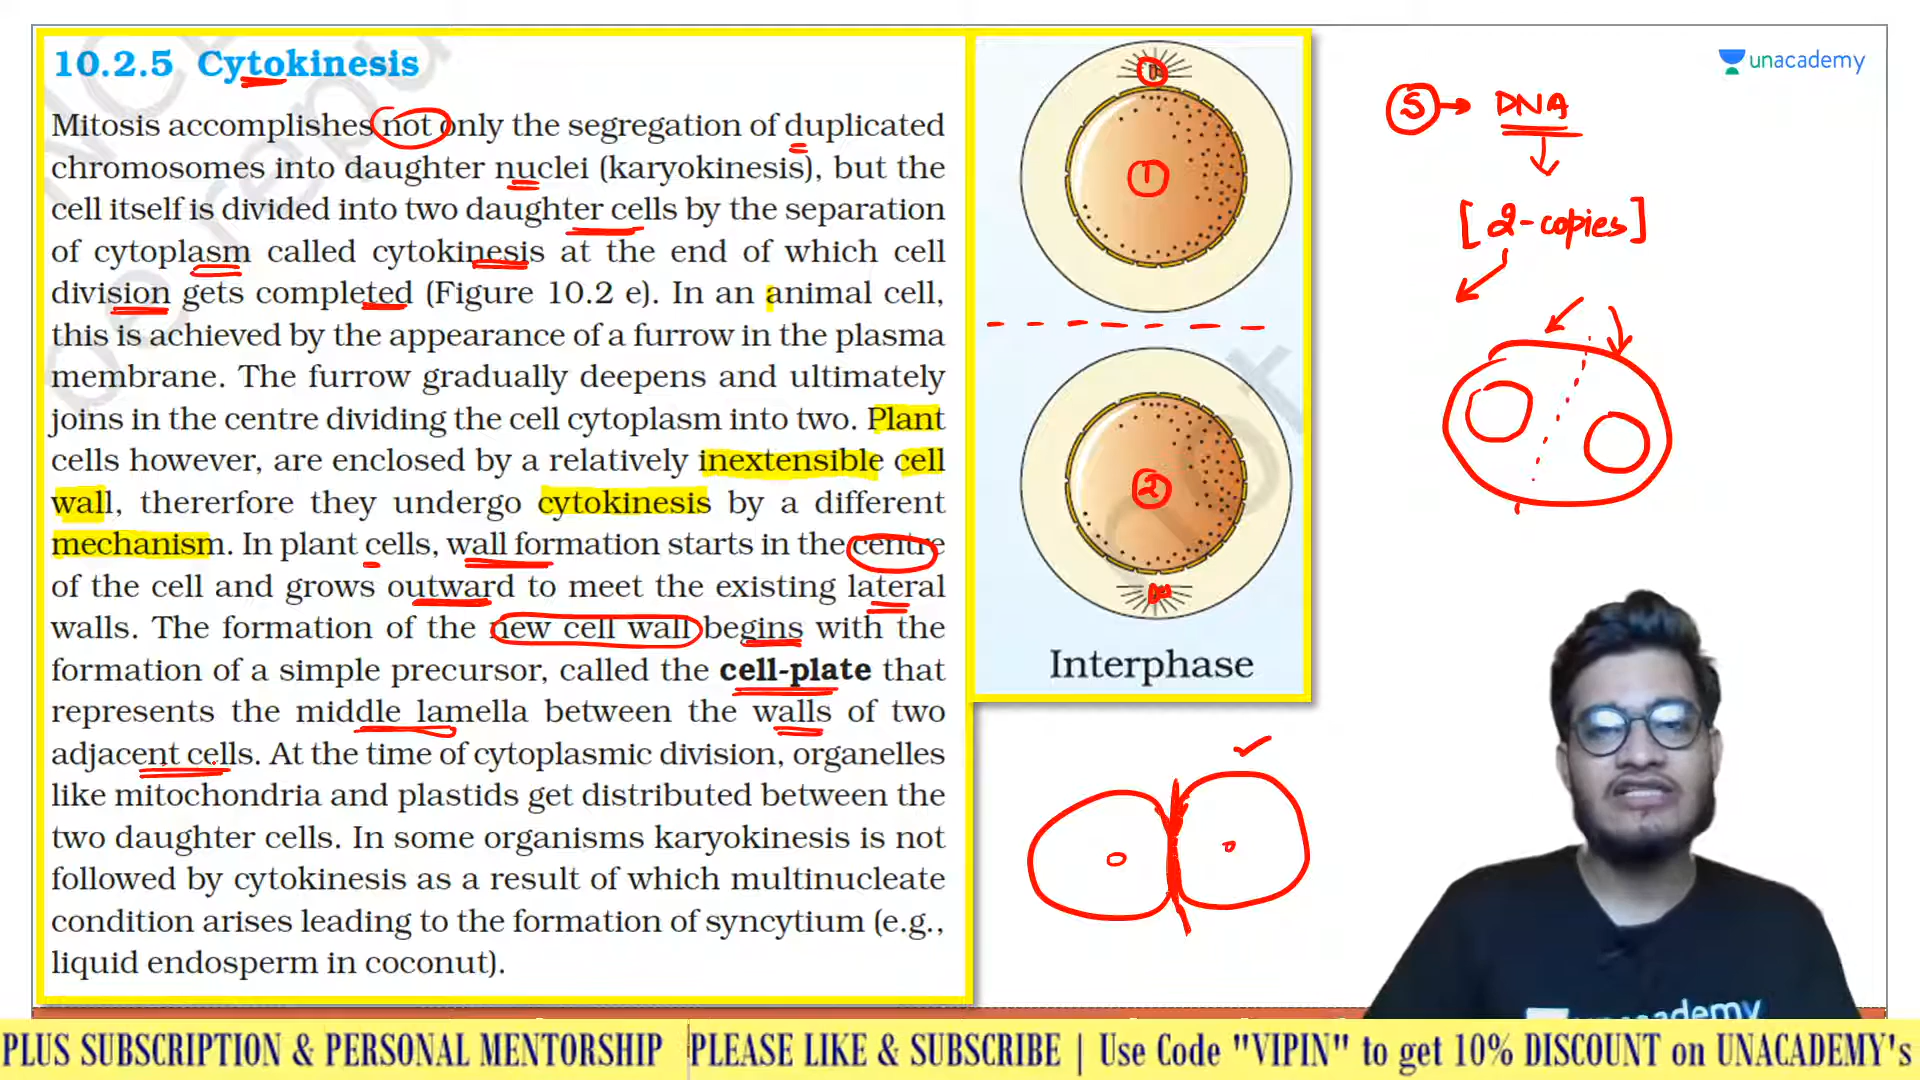 10.2.5 Cytokinesis
Mitosis accomplishes not only the segregation of duplicated
chromosomes into daughter nuclei (karyokinesis), but the
cell itself is divided into two daughter cells by the separation
of cytoplasm called cytokinesis at the end of which cell
division gets completed (Figure 10.2 e). In an animal cell,
this is achieved by the appearance of a furrow in the plasma
membrane. The furrow gradually deepens and ultimately
joins in the centre dividing the cell cytoplasm into two. Plant
cells however, are enclosed by a relatively inextensible cell
wall, thererfore they undergo cytokinesis by a different
mechanism. In plant cells, wall formation starts in the centre
of the cell and grows outward to meet the existing lateral
walls. The formation of the new cell wall begins with the
formation of a simple precursor, called the cell-plate that
represents the middle lamella between the walls of two
adjacent cells. At the time of cytoplasmic division, organelles
like mitochondria and plastids get distributed between the
two daughter cells. In some organisms karyokinesis is not
followed by cytokinesis as a result of which multinucleate
condition arises leading to the formation of syncytium (e.g.,
liquid endosperm in coconut).
1
2
Interphase
unacademy
S → DNA
[2-copies]
unacademy
PLUS SUBSCRIPTION & PERSONAL MENTORSHIP PLEASE LIKE & SUBSCRIBE | Use Code "VIPIN" to get 10% DISCOUNT on UNACADEMY's